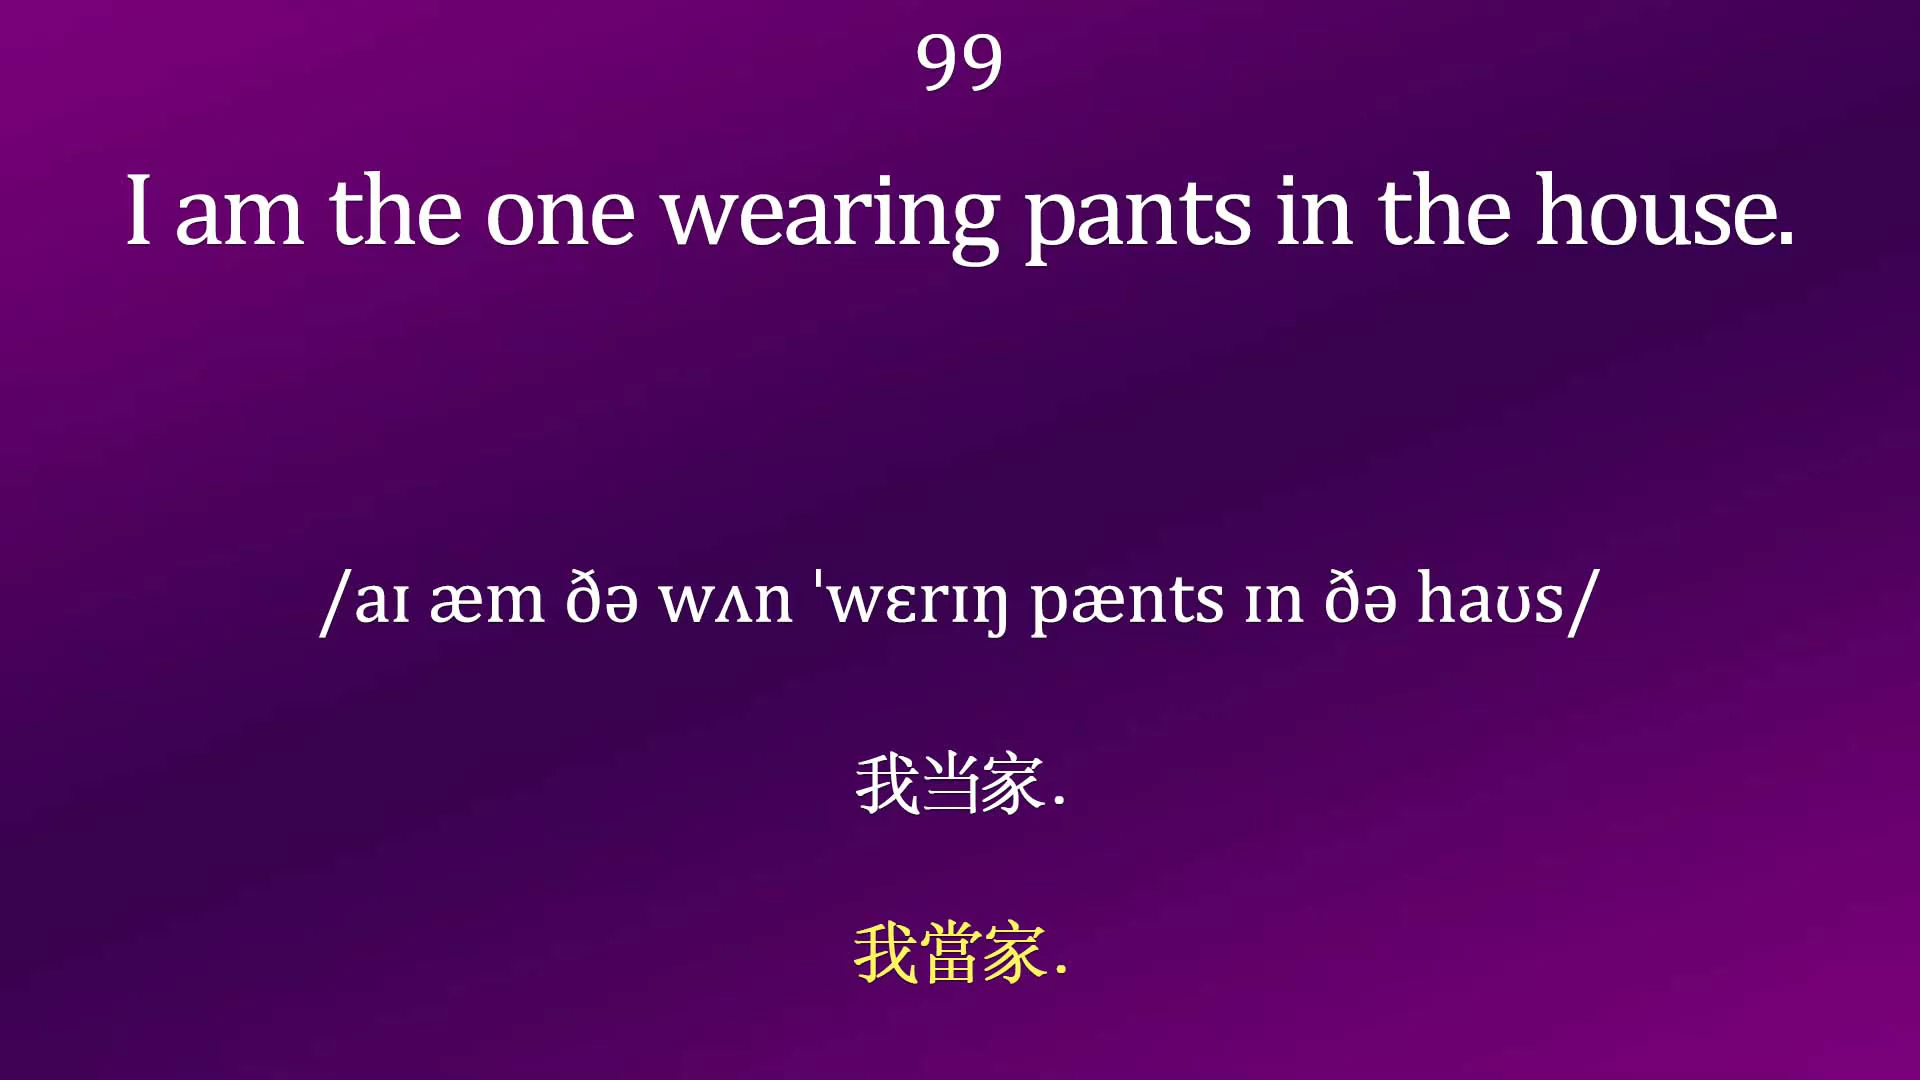 99
I am the one wearing pants in the house.
/aɪ æm ðə wʌn ˈwɛrɪŋ pænts ɪn ðə haʊs/
我当家.
我當家.